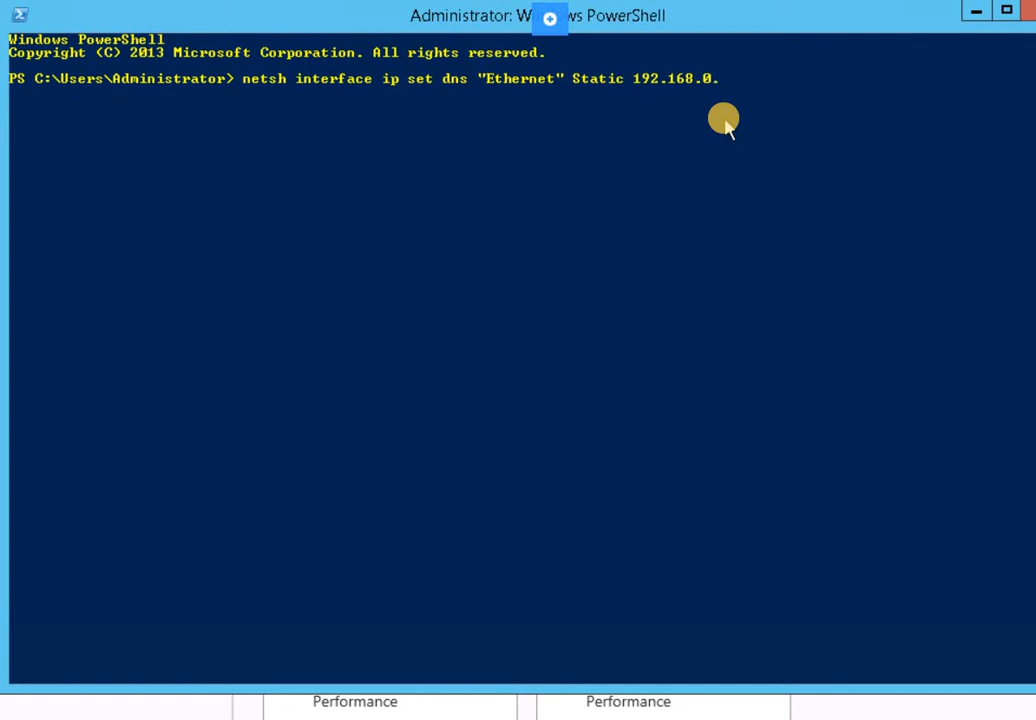 Administrator: W ws PowerShell
Windows PowerShell
Copyright (C) 2013 Microsoft Corporation. All rights reserved.
PS C:\Users\Administrator> netsh interface ip set dns "Ethernet" Static 192.168.0.
Performance
Performance